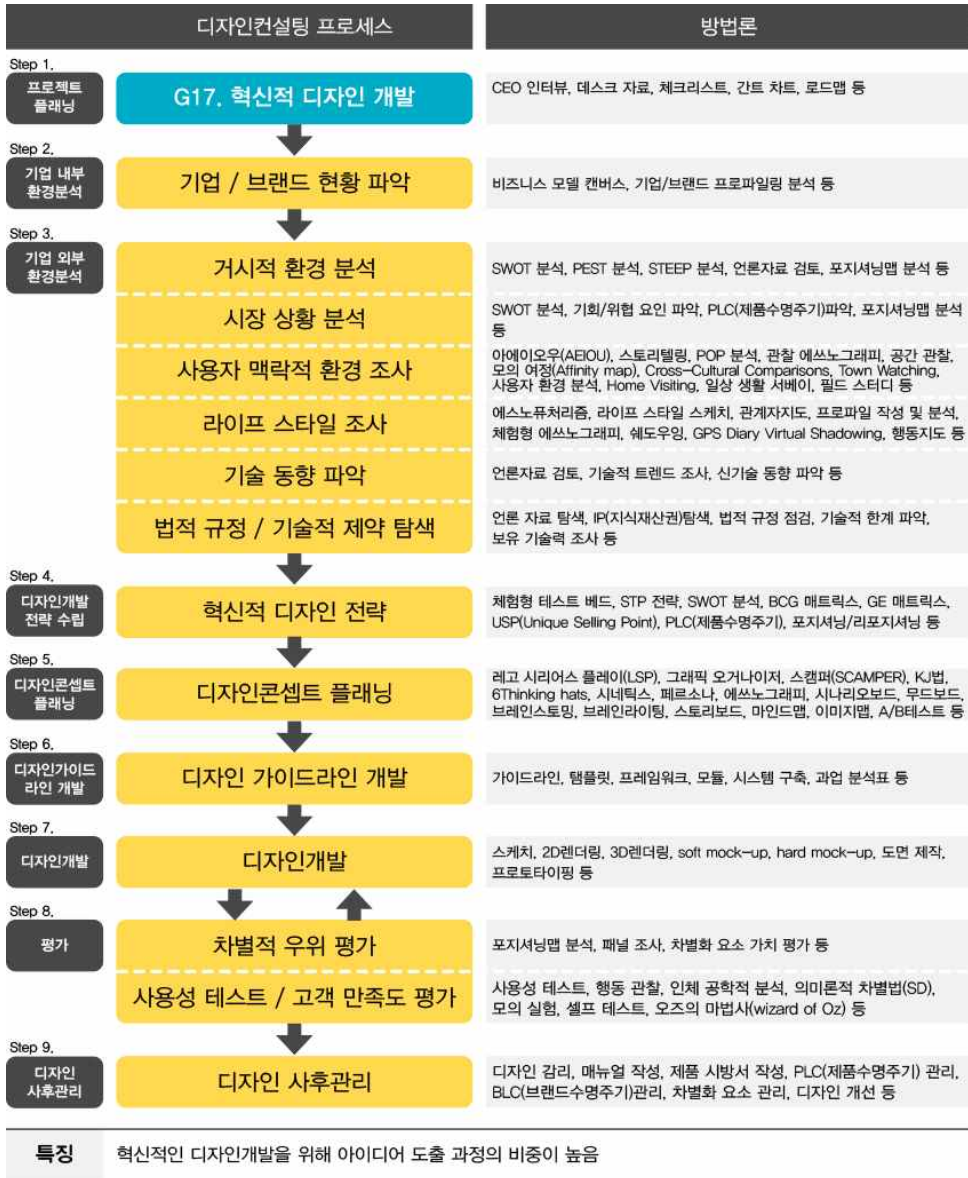 디자인컨설팅 프로세스
방법론
Step 1.
프로젝트
플래닝
G17. 혁신적 디자인 개발
CEO 인터뷰, 데스크 자료, 체크리스트, 간트 차트, 로드맵 등
Step 2.
기업 내부
환경분석
기업 / 브랜드 현황 파악
비즈니스 모델 캔버스, 기업/브랜드 프로파일링 분석 등
Step 3.
기업 외부
환경분석
거시적 환경 분석
SWOT 분석, PEST 분석, STEEP 분석, 언론자료 검토, 포지셔닝맵 분석 등
시장 상황 분석
SWOT 분석, 기회/위협 요인 파악, PLC(제품수명주기)파악, 포지셔닝맵 분석
등
사용자 맥락적 환경 조사
아에이오우(AEIOU), 스토리텔링, POP 분석, 관찰 에쓰노그래피, 공간 관찰,
모의 여정(Affinity map), Cross-Cultural Comparisons, Town Watching,
사용자 환경 분석, Home Visiting, 일상 생활 서베이, 필드 스터디 등
라이프 스타일 조사
에스노퓨처리즘, 라이프 스타일 스케치, 관계자지도, 프로파일 작성 및 분석,
체험형 에쓰노그래피, 쉐도우잉, GPS Diary Virtual Shadowing, 행동지도 등
기술 동향 파악
언론자료 검토, 기술적 트렌드 조사, 신기술 동향 파악 등
법적 규정 / 기술적 제약 탐색
언론 자료 탐색, IP(지식재산권)탐색, 법적 규정 점검, 기술적 한계 파악,
보유 기술력 조사 등
Step 4.
디자인개발
전략 수립
혁신적 디자인 전략
체험형 테스트 베드, STP 전략, SWOT 분석, BCG 매트릭스, GE 매트릭스,
USP(Unique Selling Point), PLC(제품수명주기), 포지셔닝/리포지셔닝 등
Step 5.
디자인콘셉트
플래닝
디자인콘셉트 플래닝
레고 시리어스 플레이(LSP), 그래픽 오거나이저, 스캠퍼(SCAMPER), KJ법,
6Thinking hats, 시네틱스, 페르소나, 에쓰노그래피, 시나리오보드, 무드보드,
브레인스토밍, 브레인라이팅, 스토리보드, 마인드맵, 이미지맵, A/B테스트 등
Step 6.
디자인가이드
라인 개발
디자인 가이드라인 개발
가이드라인, 탬플릿, 프레임워크, 모듈, 시스템 구축, 과업 분석표 등
Step 7.
디자인개발
디자인개발
스케치, 2D렌더링, 3D렌더링, soft mock-up, hard mock-up, 도면 제작,
프로토타이핑 등
Step 8.
평가
차별적 우위 평가
포지셔닝맵 분석, 패널 조사, 차별화 요소 가치 평가 등
사용성 테스트 / 고객 만족도 평가
사용성 테스트, 행동 관찰, 인체 공학적 분석, 의미론적 차별법(SD),
모의 실험, 셀프 테스트, 오즈의 마법사(wizard of Oz) 등
Step 9.
디자인
사후관리
디자인 사후관리
디자인 감리, 매뉴얼 작성, 제품 시방서 작성, PLC(제품수명주기) 관리,
BLC(브랜드수명주기)관리, 차별화 요소 관리, 디자인 개선 등
특징
혁신적인 디자인개발을 위해 아이디어 도출 과정의 비중이 높음